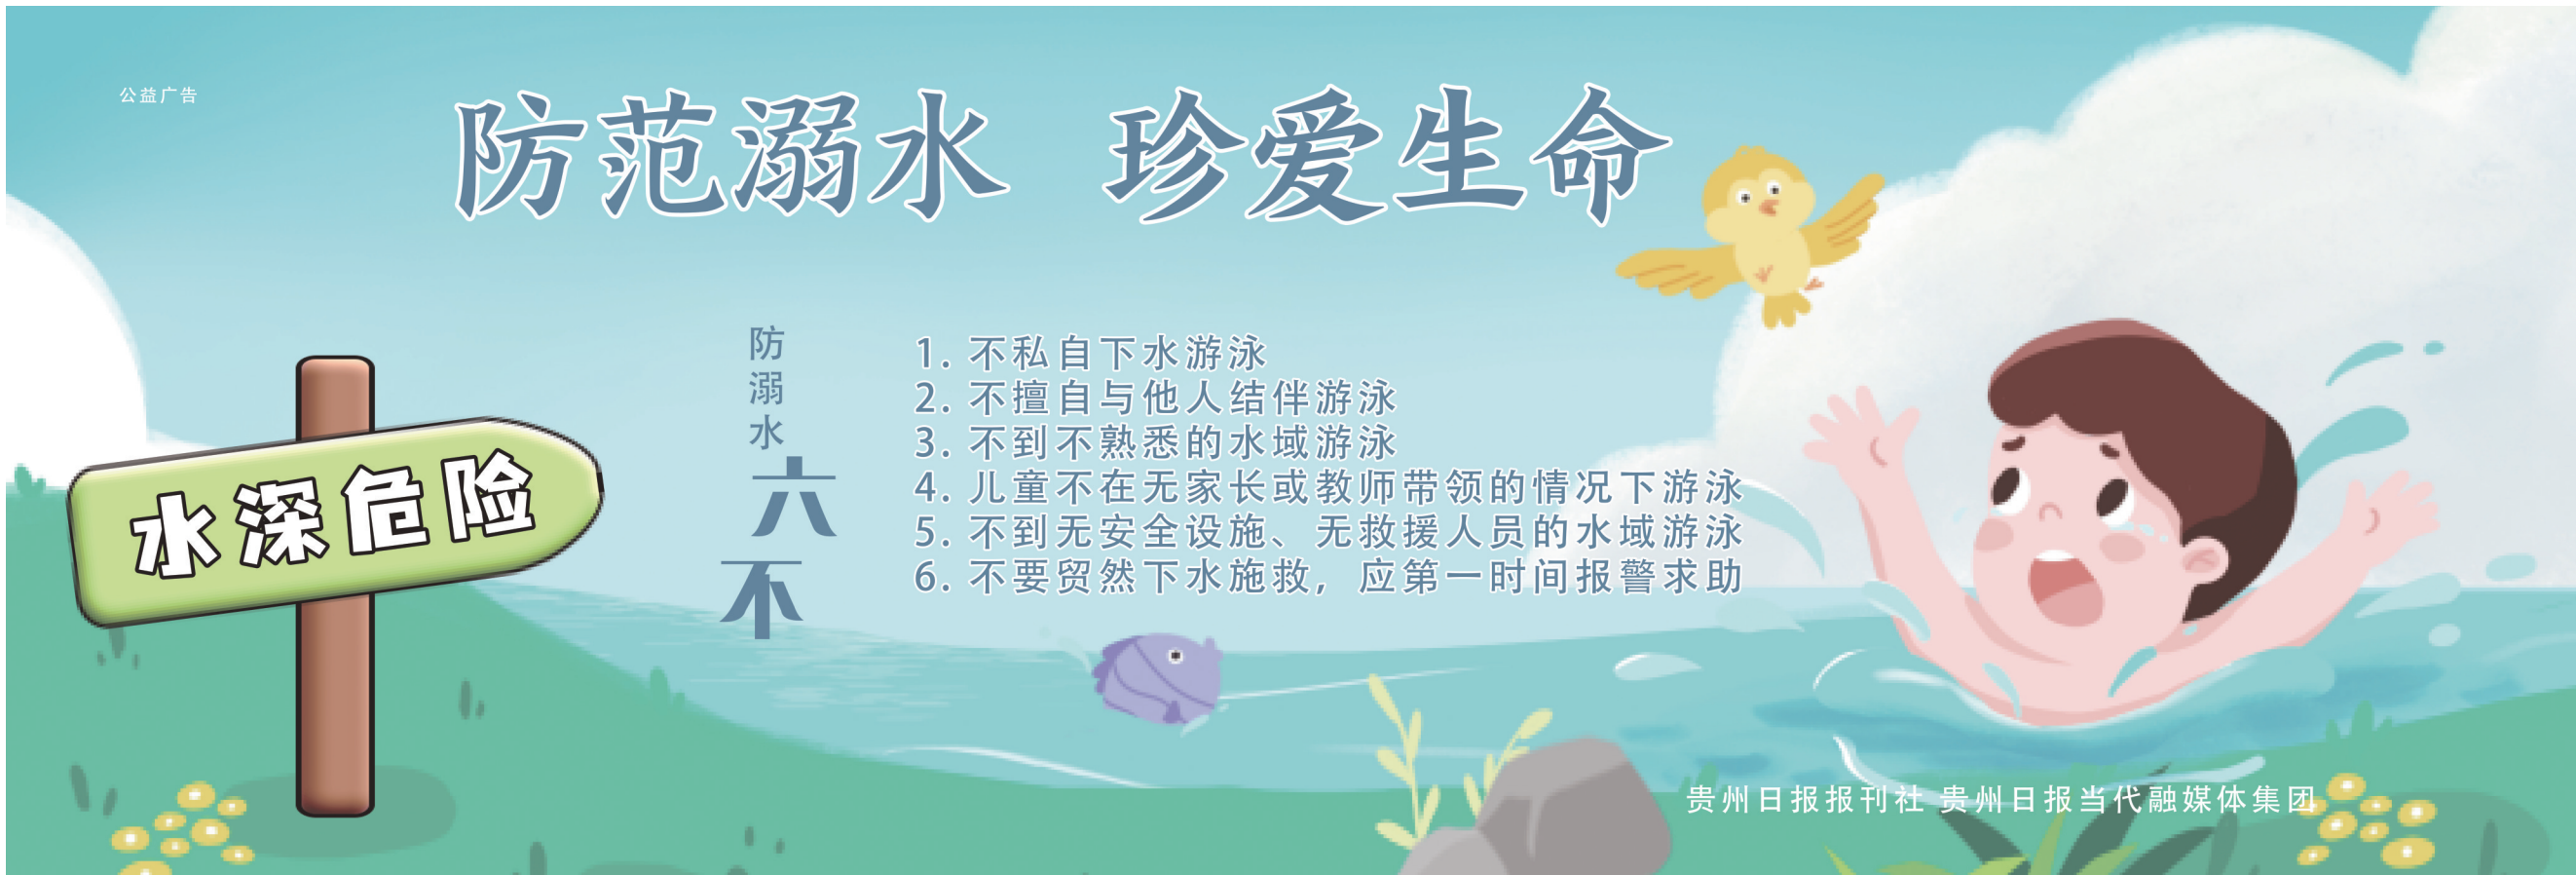 公益广告
防范溺水 珍爱生命
水深危险
防溺水
六不
1. 不私自下水游泳
2. 不擅自与他人结伴游泳
3. 不到不熟悉的水域游泳
4. 儿童不在无家长或教师带领的情况下游泳
5. 不到无安全设施、无救援人员的水域游泳
6. 不要贸然下水施救，应第一时间报警求助
贵州日报报刊社 贵州日报当代融媒体集团